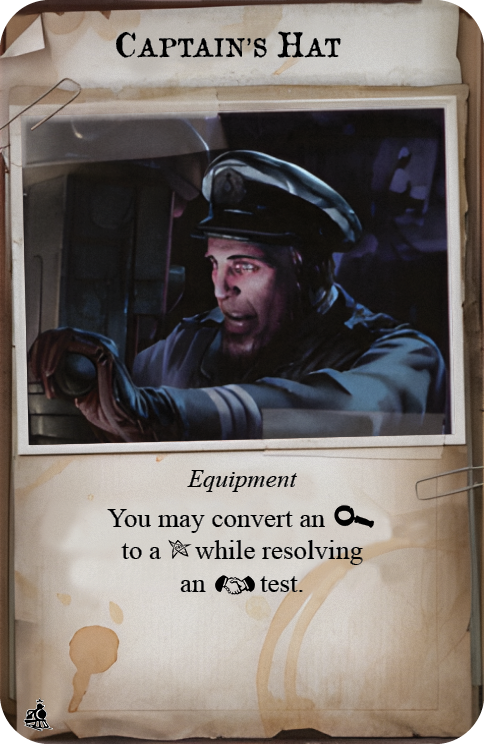 Captain's Hat
Equipment
You may convert an
to a while resolving
an test.